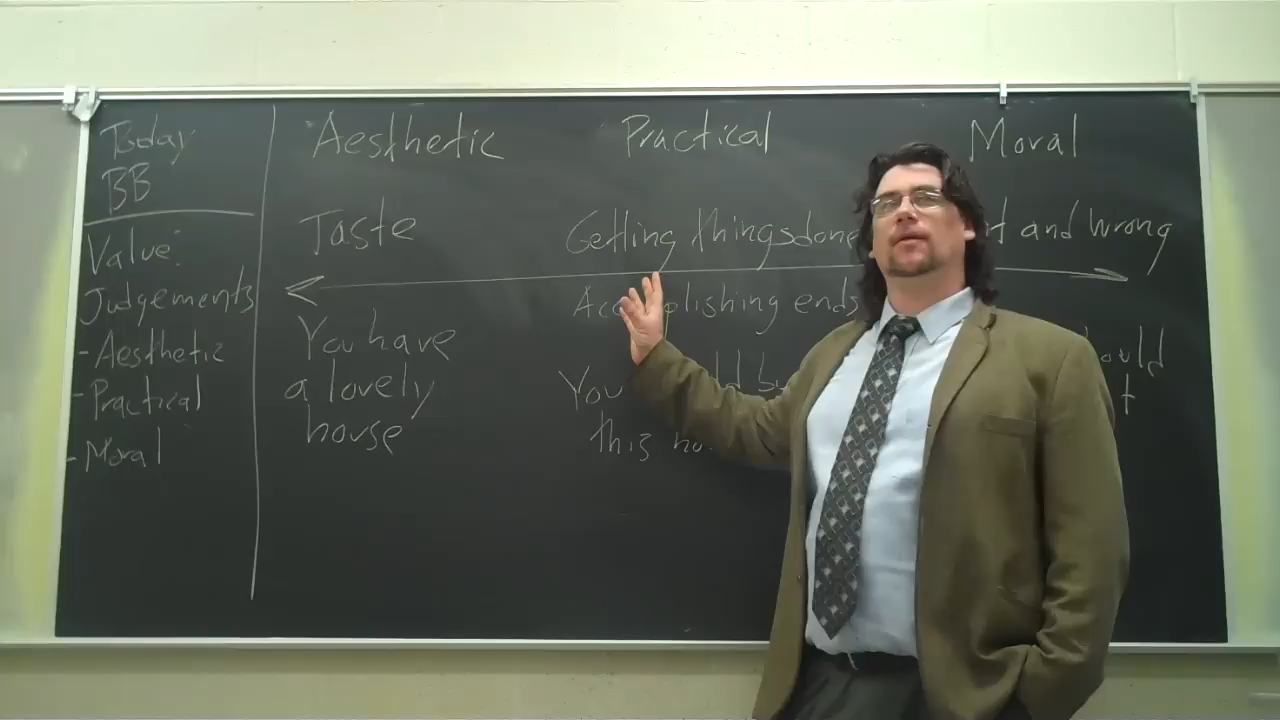 Today
BB
Value
Judgements
- Aesthetic
- Practical
- Moral
Aesthetic
Taste
You have
a lovely
house
Practical
Getting things done
Accomplishing ends
You
this
Moral
and Wrong